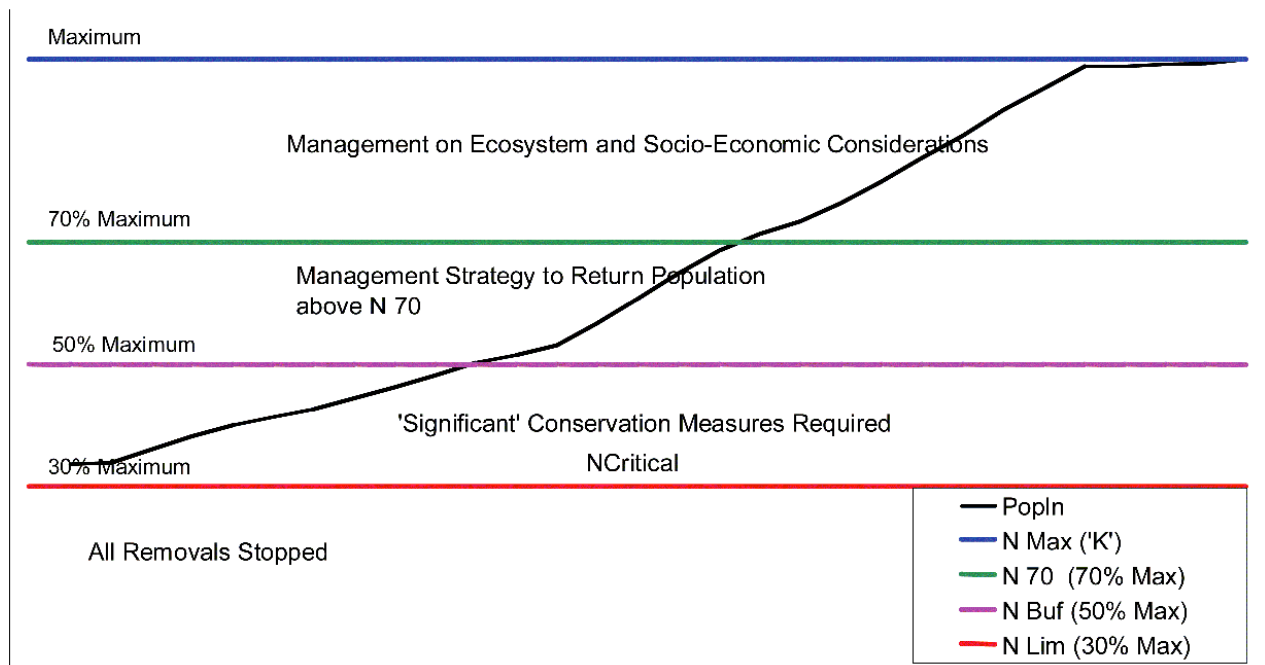 Maximum
Management on Ecosystem and Socio-Economic Considerations
70% Maximum
Management Strategy to Return Population
above N 70
50% Maximum
'Significant' Conservation Measures Required
NCritical
30% Maximum
All Removals Stopped
Popln
N Max ('K')
N 70 (70% Max)
N Buf (50% Max)
N Lim (30% Max)